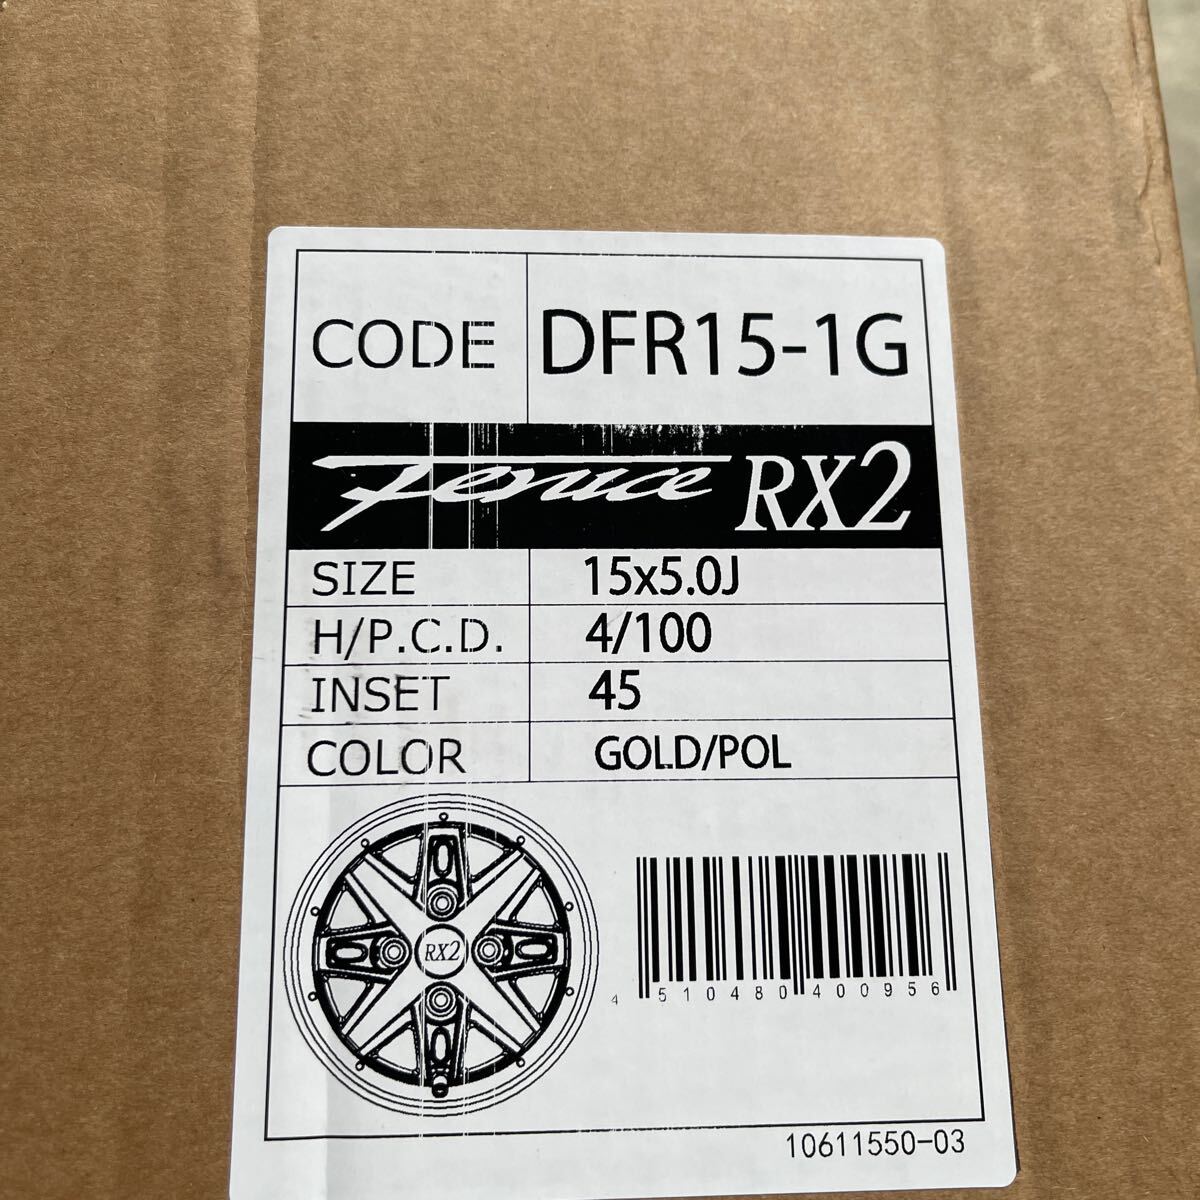 CODE DFR15-1G
Feruce RX2
SIZE 15x5.0J
H/P.C.D. 4/100
INSET 45
COLOR GOLD/POL
RX2
4 510480 400956
10611550-03